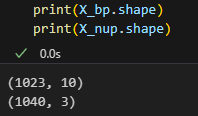 print(X_bp.shape)
print(X_nup.shape)
0.0s
(1023, 10)
(1040, 3)